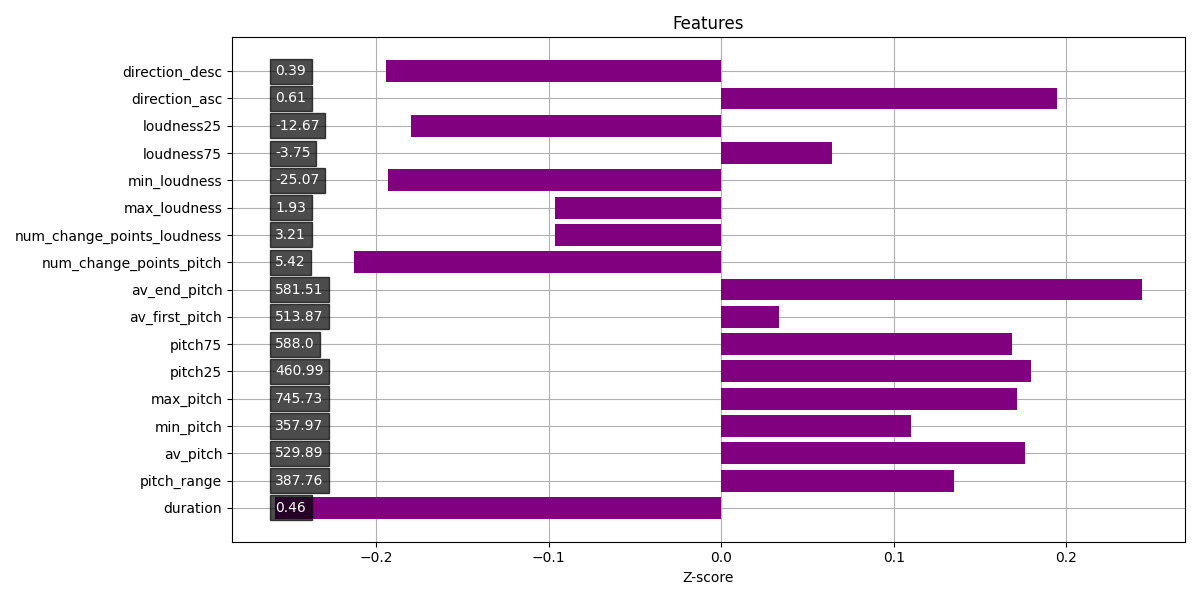 Features
direction_desc 0.39
direction_asc 0.61
loudness25 -12.67
loudness75 -3.75
min_loudness -25.07
max_loudness 1.93
num_change_points_loudness 3.21
num_change_points_pitch 5.42
av_end_pitch 581.51
av_first_pitch 513.87
pitch75 588.0
pitch25 460.99
max_pitch 745.73
min_pitch 357.97
av_pitch 529.89
pitch_range 387.76
duration 0.46
−0.2 −0.1 0.0 0.1 0.2
Z-score